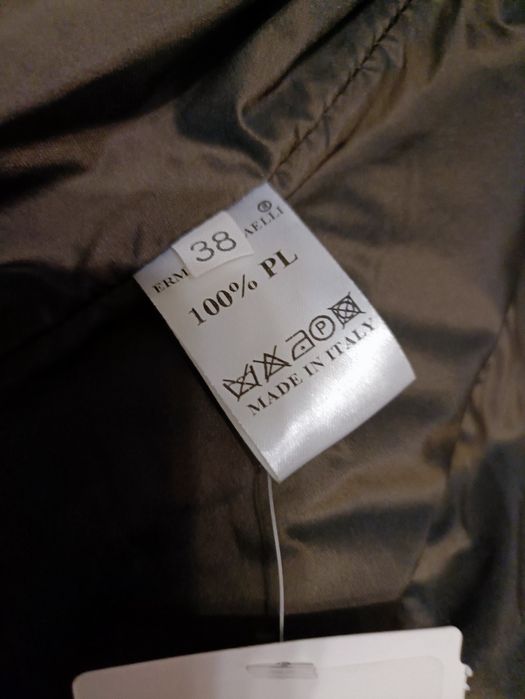 ERM AELLI®
38
100% PL
P
MADE IN ITALY